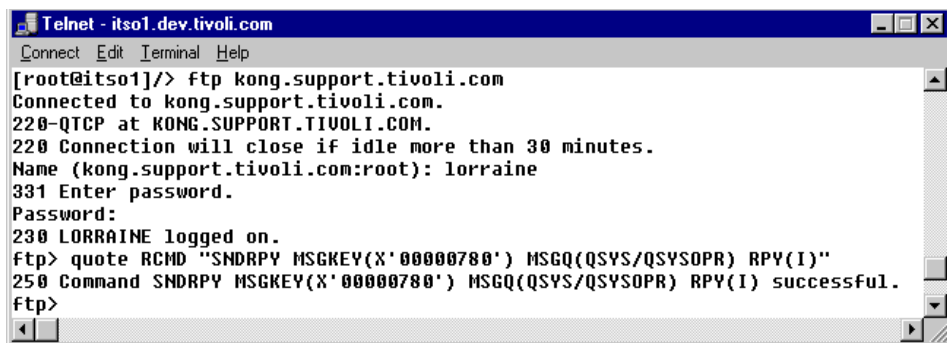 Telnet - itso1.dev.tivoli.com
Connect Edit Terminal Help
[root@itso1]/> ftp kong.support.tivoli.com
Connected to kong.support.tivoli.com.
220-QTCP at KONG.SUPPORT.TIVOLI.COM.
220 Connection will close if idle more than 30 minutes.
Name (kong.support.tivoli.com:root): lorraine
331 Enter password.
Password:
230 LORRAINE logged on.
ftp> quote RCMD "SNDRPY MSGKEY(X'00000780') MSGQ(QSYS/QSYSOPR) RPY(I)"
250 Command SNDRPY MSGKEY(X'00000780') MSGQ(QSYS/QSYSOPR) RPY(I) successful.
ftp>